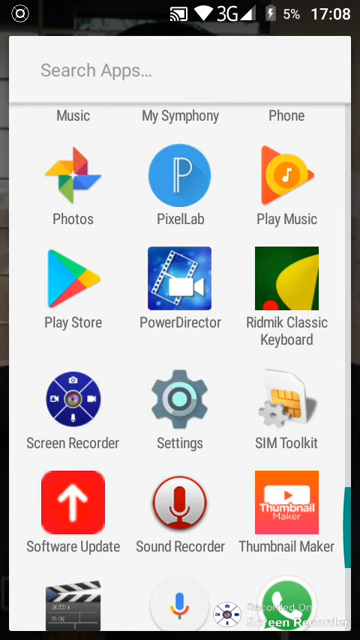 3G 5% 17:08
Search Apps...
Music My Symphony Phone
Photos PixelLab Play Music
Play Store PowerDirector Ridmik Classic
Keyboard
Screen Recorder Settings SIM Toolkit
Thumbnail
Maker
Software Update Sound Recorder Thumbnail Maker
Recorded On
Screen Recorder